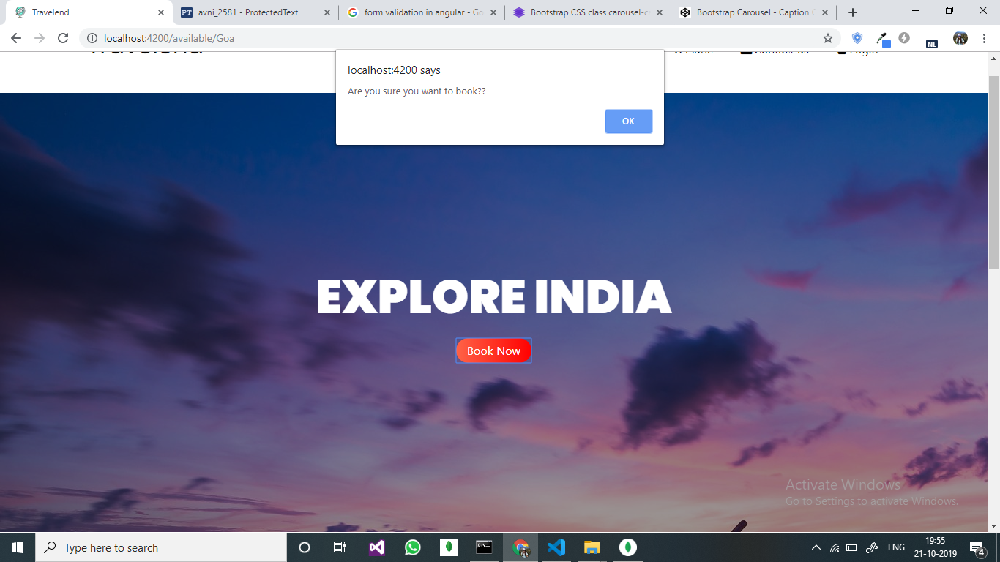 Travelend
avni_2581 - ProtectedText
form validation in angular - Go
Bootstrap CSS class carousel-c
Bootstrap Carousel - Caption
localhost:4200/available/Goa
NL
Travelend
Plane
Contact us
Login
localhost:4200 says
Are you sure you want to book??
OK
EXPLORE INDIA
Book Now
Activate Windows
Go to Settings to activate Windows.
Type here to search
ENG
19:55
21-10-2019
4